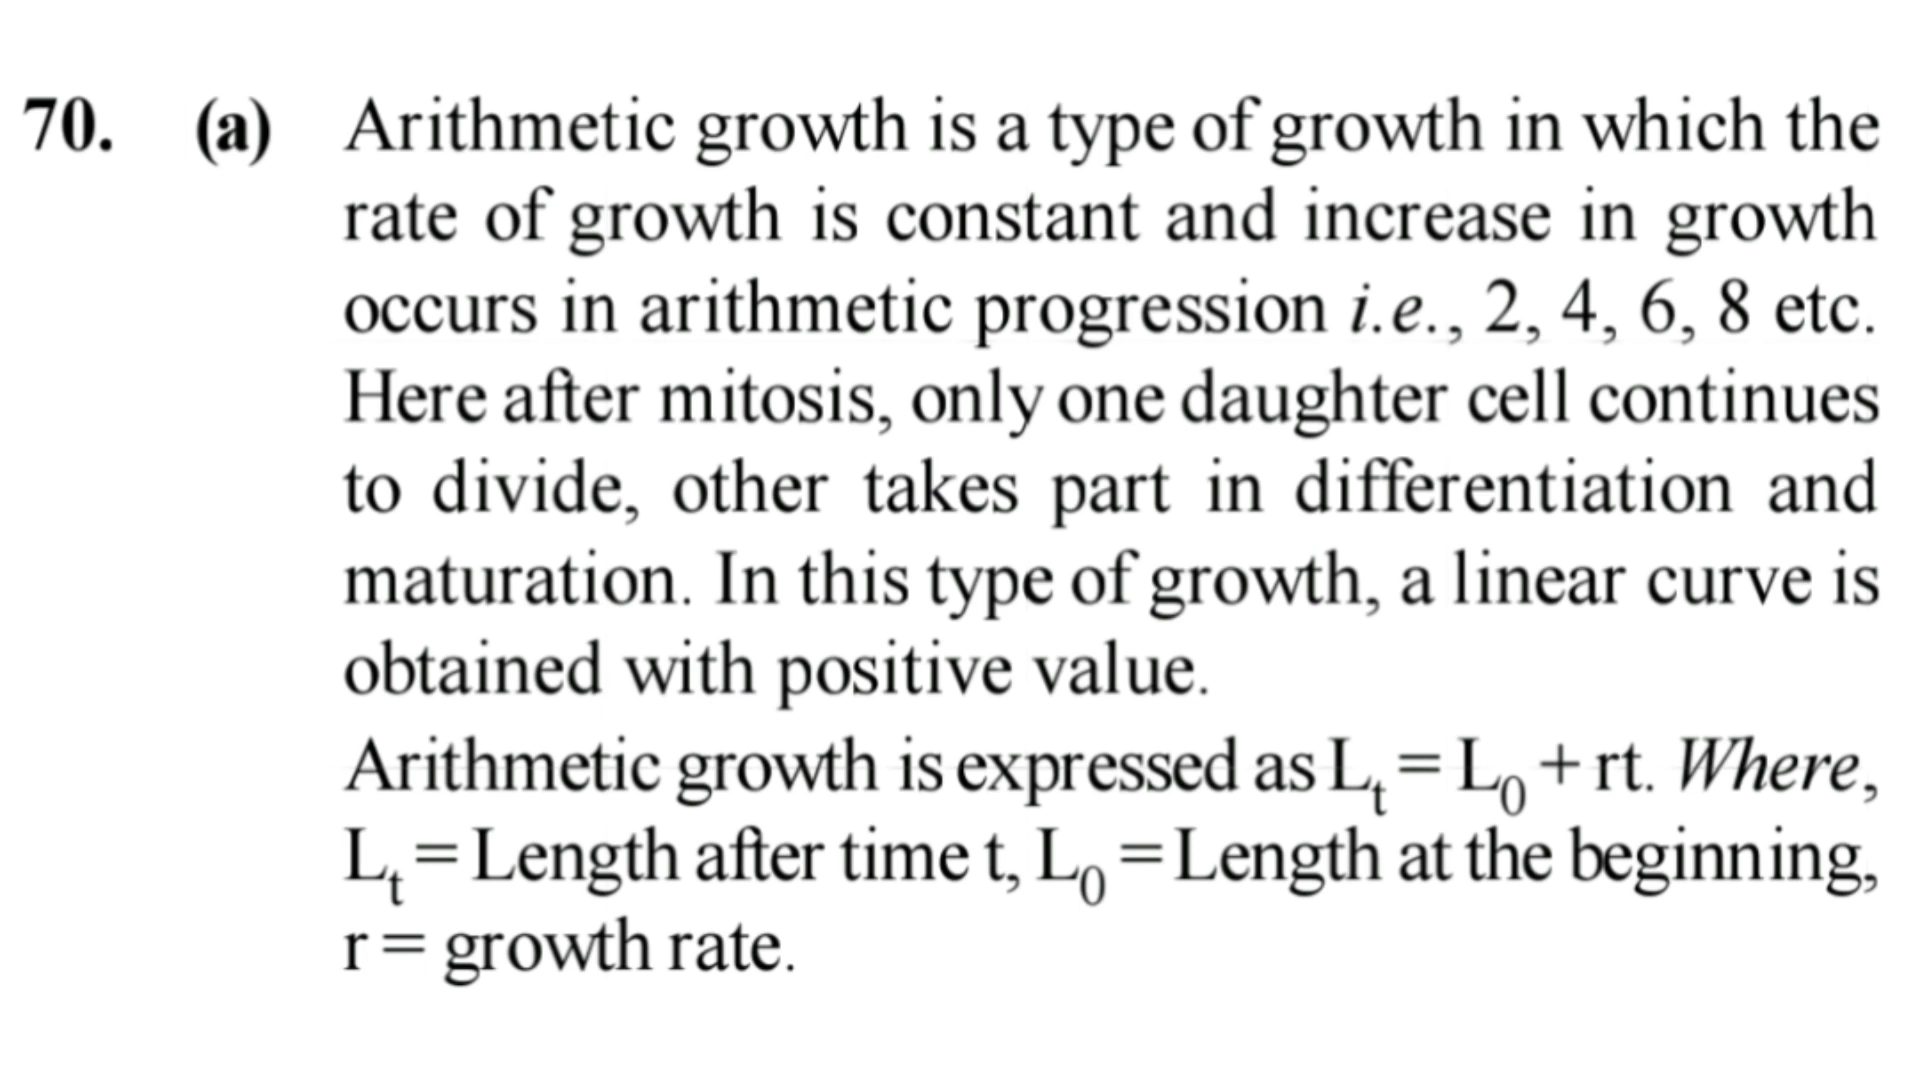 70. (a) Arithmetic growth is a type of growth in which the
rate of growth is constant and increase in growth
occurs in arithmetic progression i.e., 2, 4, 6, 8 etc.
Here after mitosis, only one daughter cell continues
to divide, other takes part in differentiation and
maturation. In this type of growth, a linear curve is
obtained with positive value.
Arithmetic growth is expressed as Lₜ = L₀ + rt. Where,
Lₜ = Length after time t, L₀ = Length at the beginning,
r = growth rate.